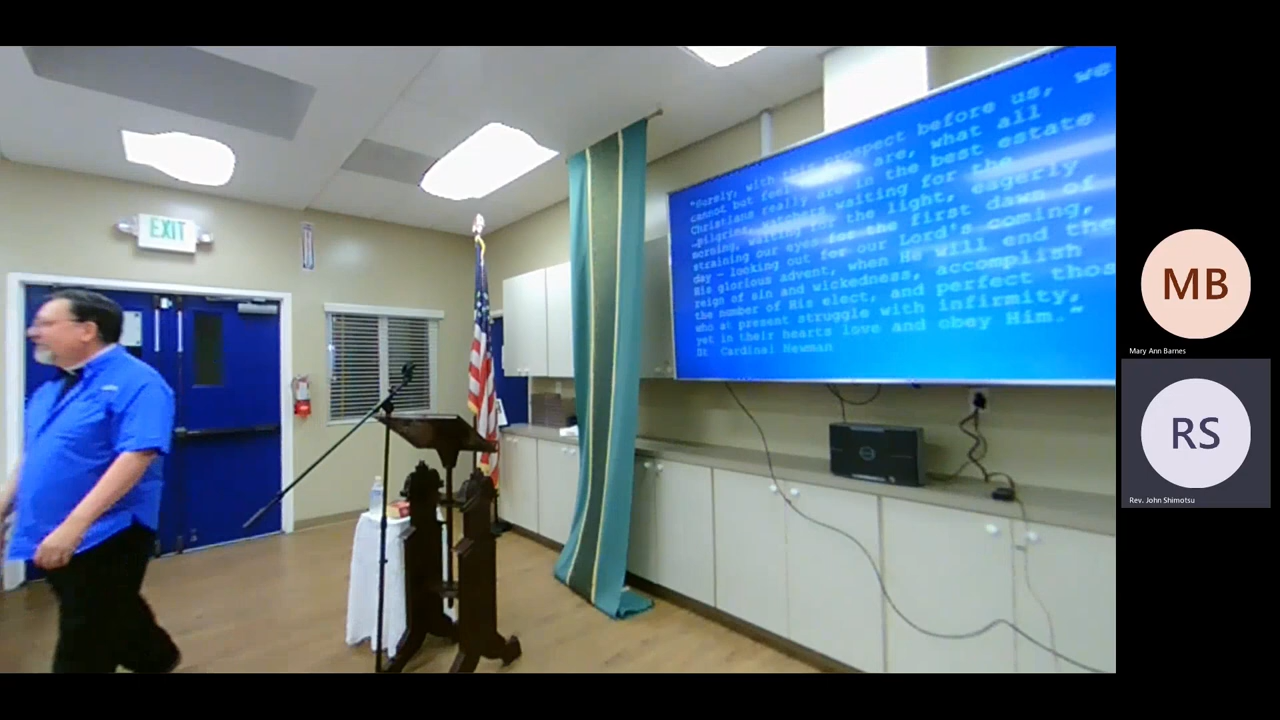 EXIT
"Surely, with this prospect before us, we
cannot but feel are, what all
Christians really are in the best estate
–pilgrims, watchers waiting for the
morning, waiting for the light, eagerly
straining our eyes for the first dawn of
day – looking out for our Lord's coming,
His glorious advent, when He will end the
reign of sin and wickedness, accomplish
the number of His elect, and perfect thos
who at present struggle with infirmity,
yet in their hearts love and obey Him."
St Cardinal Newman
MB
Mary Ann Barnes
RS
Rev. John Shimotsu